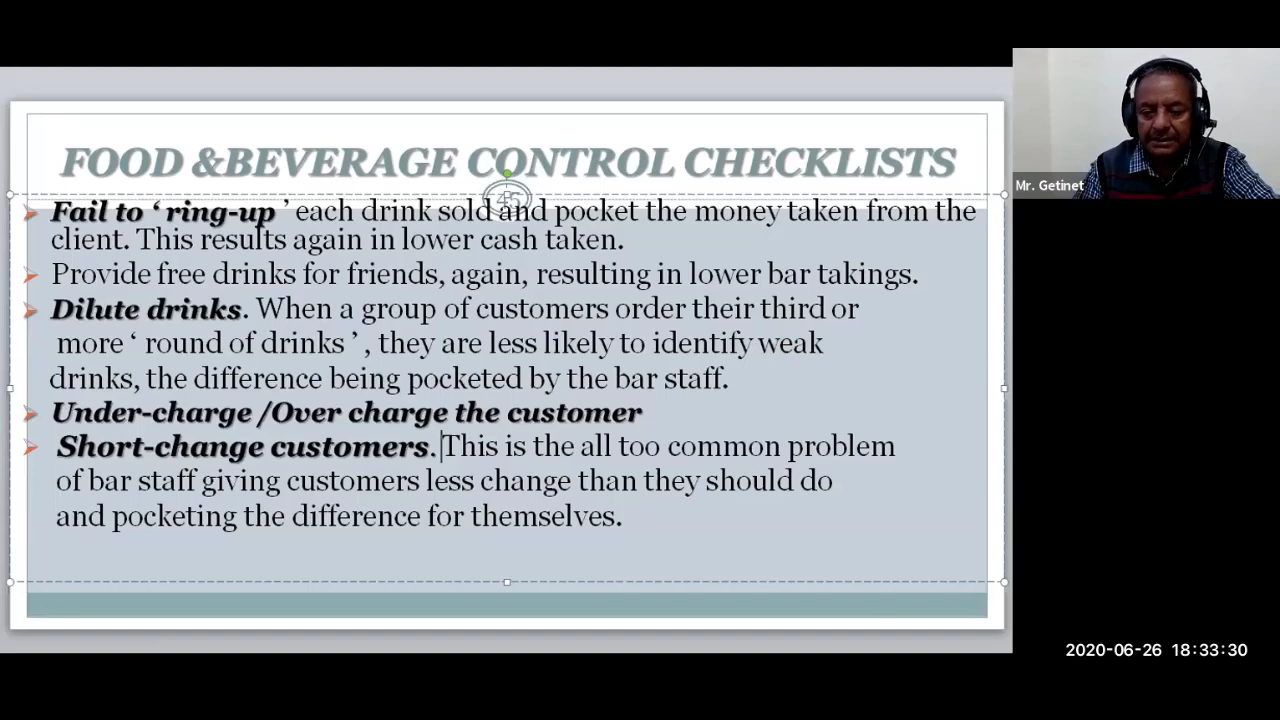 FOOD &BEVERAGE CONTROL CHECKLISTS
45
Fail to ‘ ring-up ’ each drink sold and pocket the money taken from the
client. This results again in lower cash taken.
Provide free drinks for friends, again, resulting in lower bar takings.
Dilute drinks. When a group of customers order their third or
more ‘ round of drinks ’ , they are less likely to identify weak
drinks, the difference being pocketed by the bar staff.
Under-charge /Over charge the customer
Short-change customers. This is the all too common problem
of bar staff giving customers less change than they should do
and pocketing the difference for themselves.
Mr. Getinet
2020-06-26 18:33:30